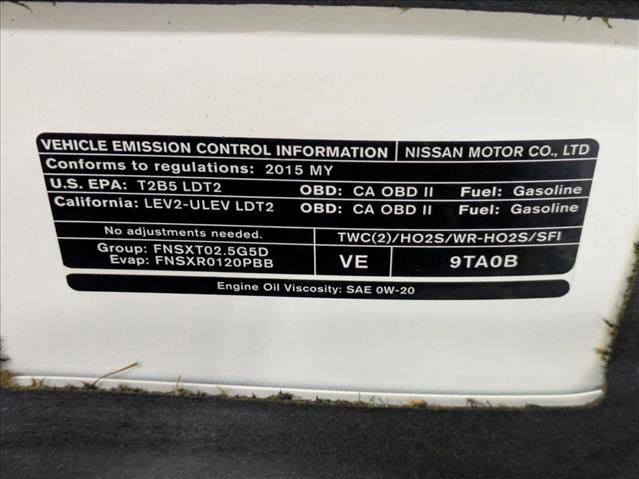 VEHICLE EMISSION CONTROL INFORMATION NISSAN MOTOR CO., LTD
Conforms to regulations: 2015 MY
U.S. EPA: T2B5 LDT2 OBD: CA OBD II Fuel: Gasoline
California: LEV2-ULEV LDT2 OBD: CA OBD II Fuel: Gasoline
No adjustments needed. TWC(2)/HO2S/WR-HO2S/SFI
Group: FNSXT02.5G5D
Evap: FNSXR0120PBB VE 9TA0B
Engine Oil Viscosity: SAE 0W-20